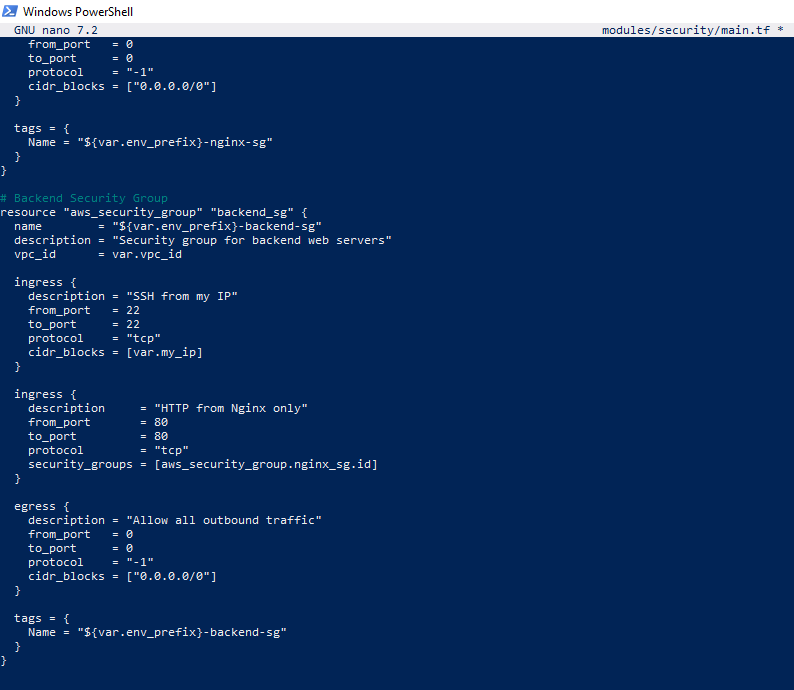 Windows PowerShell
GNU nano 7.2 modules/security/main.tf *
    from_port   = 0
    to_port     = 0
    protocol    = "-1"
    cidr_blocks = ["0.0.0.0/0"]
  }

  tags = {
    Name = "${var.env_prefix}-nginx-sg"
  }
}

# Backend Security Group
resource "aws_security_group" "backend_sg" {
  name        = "${var.env_prefix}-backend-sg"
  description = "Security group for backend web servers"
  vpc_id      = var.vpc_id

  ingress {
    description = "SSH from my IP"
    from_port   = 22
    to_port     = 22
    protocol    = "tcp"
    cidr_blocks = [var.my_ip]
  }

  ingress {
    description     = "HTTP from Nginx only"
    from_port       = 80
    to_port         = 80
    protocol        = "tcp"
    security_groups = [aws_security_group.nginx_sg.id]
  }

  egress {
    description = "Allow all outbound traffic"
    from_port   = 0
    to_port     = 0
    protocol    = "-1"
    cidr_blocks = ["0.0.0.0/0"]
  }

  tags = {
    Name = "${var.env_prefix}-backend-sg"
  }
}